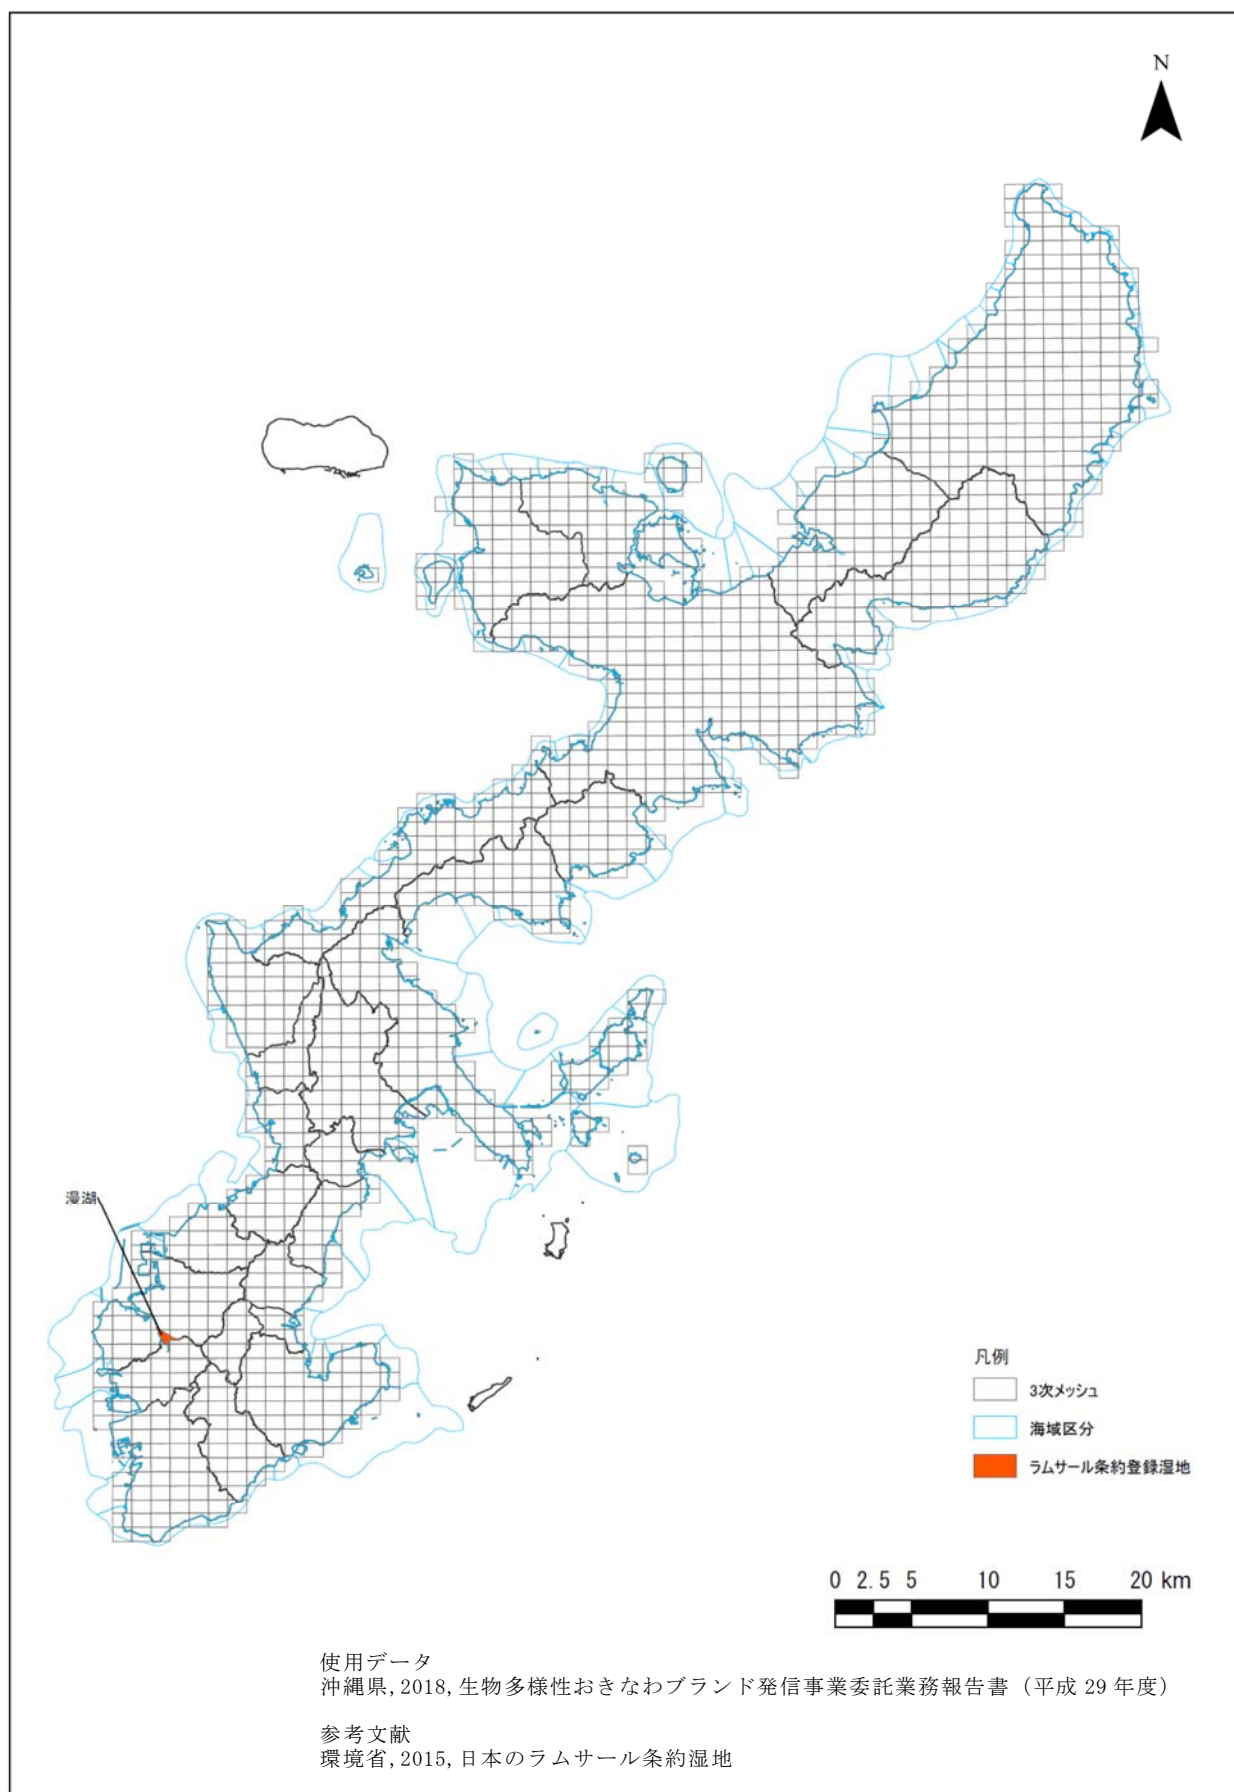 N
漫湖
凡例
3次メッシュ
海域区分
ラムサール条約登録湿地
0 2.5 5 10 15 20 km
使用データ
沖縄県,2018,生物多様性おきなわブランド発信事業委託業務報告書（平成 29 年度）
参考文献
環境省,2015,日本のラムサール条約湿地